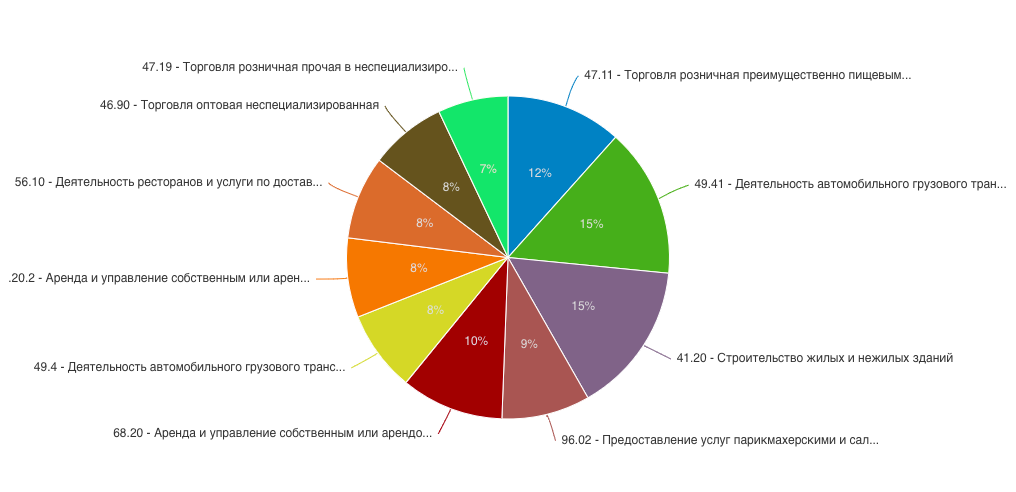 47.19 - Торговля розничная прочая в неспециализиро...
47.11 - Торговля розничная преимущественно пищевым...
46.90 - Торговля оптовая неспециализированная
7%
12%
56.10 - Деятельность ресторанов и услуги по достав...
8%
49.41 - Деятельность автомобильного грузового тран...
8%
15%
.20.2 - Аренда и управление собственным или арен...
8%
15%
8%
49.4 - Деятельность автомобильного грузового транс...
10%
9%
41.20 - Строительство жилых и нежилых зданий
68.20 - Аренда и управление собственным или арендо...
96.02 - Предоставление услуг парикмахерскими и сал...